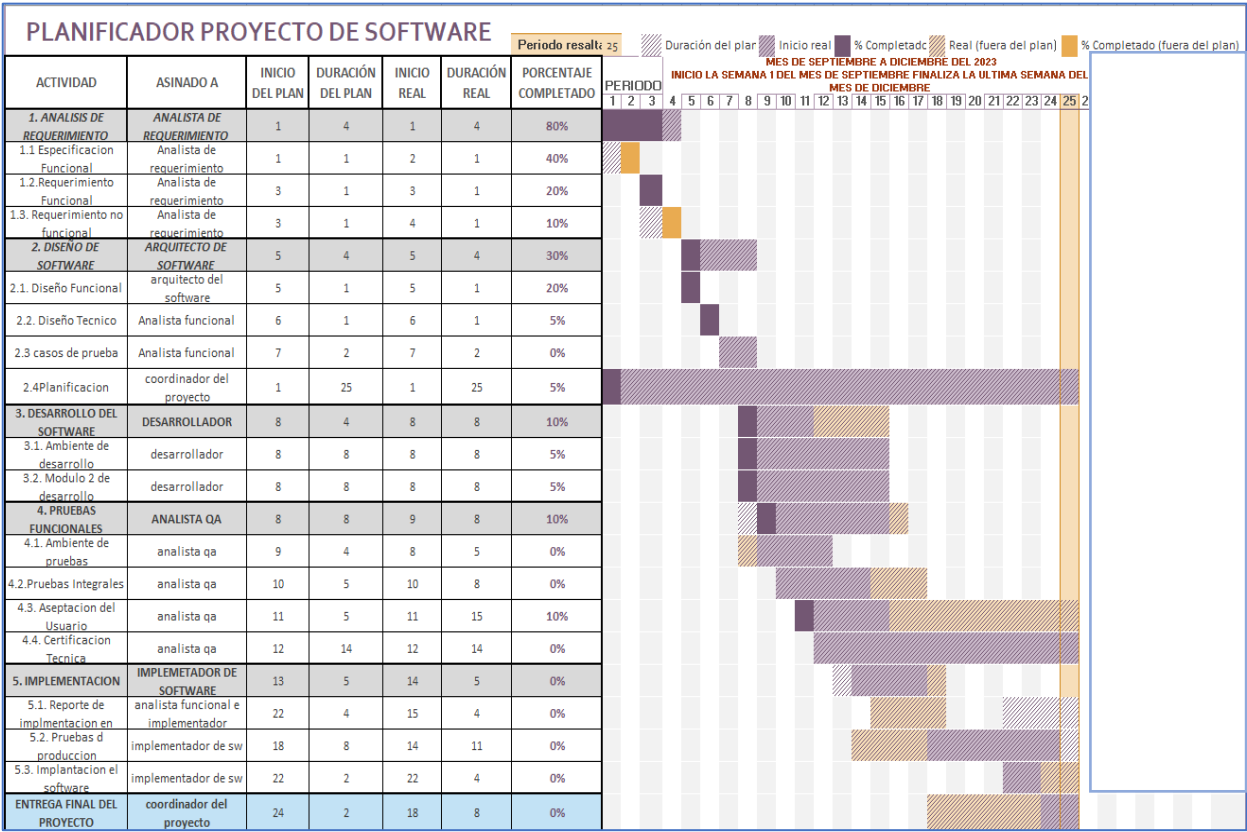 PLANIFICADOR PROYECTO DE SOFTWARE
Periodo resalta 25 Duración del plan Inicio real % Completado Real (fuera del plan) % Completado (fuera del plan)
MES DE SEPTIEMBRE A DICIEMBRE DEL 2023
INICIO LA SEMANA 1 DEL MES DE SEPTIEMBRE FINALIZA LA ULTIMA SEMANA DEL
MES DE DICIEMBRE
ACTIVIDAD ASINADO A INICIO DEL PLAN DURACIÓN DEL PLAN INICIO REAL DURACIÓN REAL PORCENTAJE COMPLETADO PERIODO
1 2 3 4 5 6 7 8 9 10 11 12 13 14 15 16 17 18 19 20 21 22 23 24 25 2
1. ANALISIS DE REQUERIMIENTO ANALISTA DE REQUERIMIENTO 1 4 1 4 80%
1.1 Especificacion Funcional Analista de requerimiento 1 1 2 1 40%
1.2.Requerimiento Funcional Analista de requerimiento 3 1 3 1 20%
1.3. Requerimiento no funcional Analista de requerimiento 3 1 4 1 10%
2. DISEÑO DE SOFTWARE ARQUITECTO DE SOFTWARE 5 4 5 4 30%
2.1. Diseño Funcional arquitecto del software 5 1 5 1 20%
2.2. Diseño Tecnico Analista funcional 6 1 6 1 5%
2.3 casos de prueba Analista funcional 7 2 7 2 0%
2.4Planificacion coordinador del proyecto 1 25 1 25 5%
3. DESARROLLO DEL SOFTWARE DESARROLLADOR 8 4 8 8 10%
3.1. Ambiente de desarrollo desarrollador 8 8 8 8 5%
3.2. Modulo 2 de desarrollo desarrollador 8 8 8 8 5%
4. PRUEBAS FUNCIONALES ANALISTA QA 8 8 9 8 10%
4.1. Ambiente de pruebas analista qa 9 4 8 5 0%
4.2.Pruebas Integrales analista qa 10 5 10 8 0%
4.3. Aseptacion del Usuario analista qa 11 5 11 15 10%
4.4. Certificacion Tecnica analista qa 12 14 12 14 0%
5. IMPLEMENTACION IMPLEMETADOR DE SOFTWARE 13 5 14 5 0%
5.1. Reporte de implmentacion en analista funcional e implementador 22 4 15 4 0%
5.2. Pruebas d produccion implementador de sw 18 8 14 11 0%
5.3. Implantacion el software implementador de sw 22 2 22 4 0%
ENTREGA FINAL DEL PROYECTO coordinador del proyecto 24 2 18 8 0%